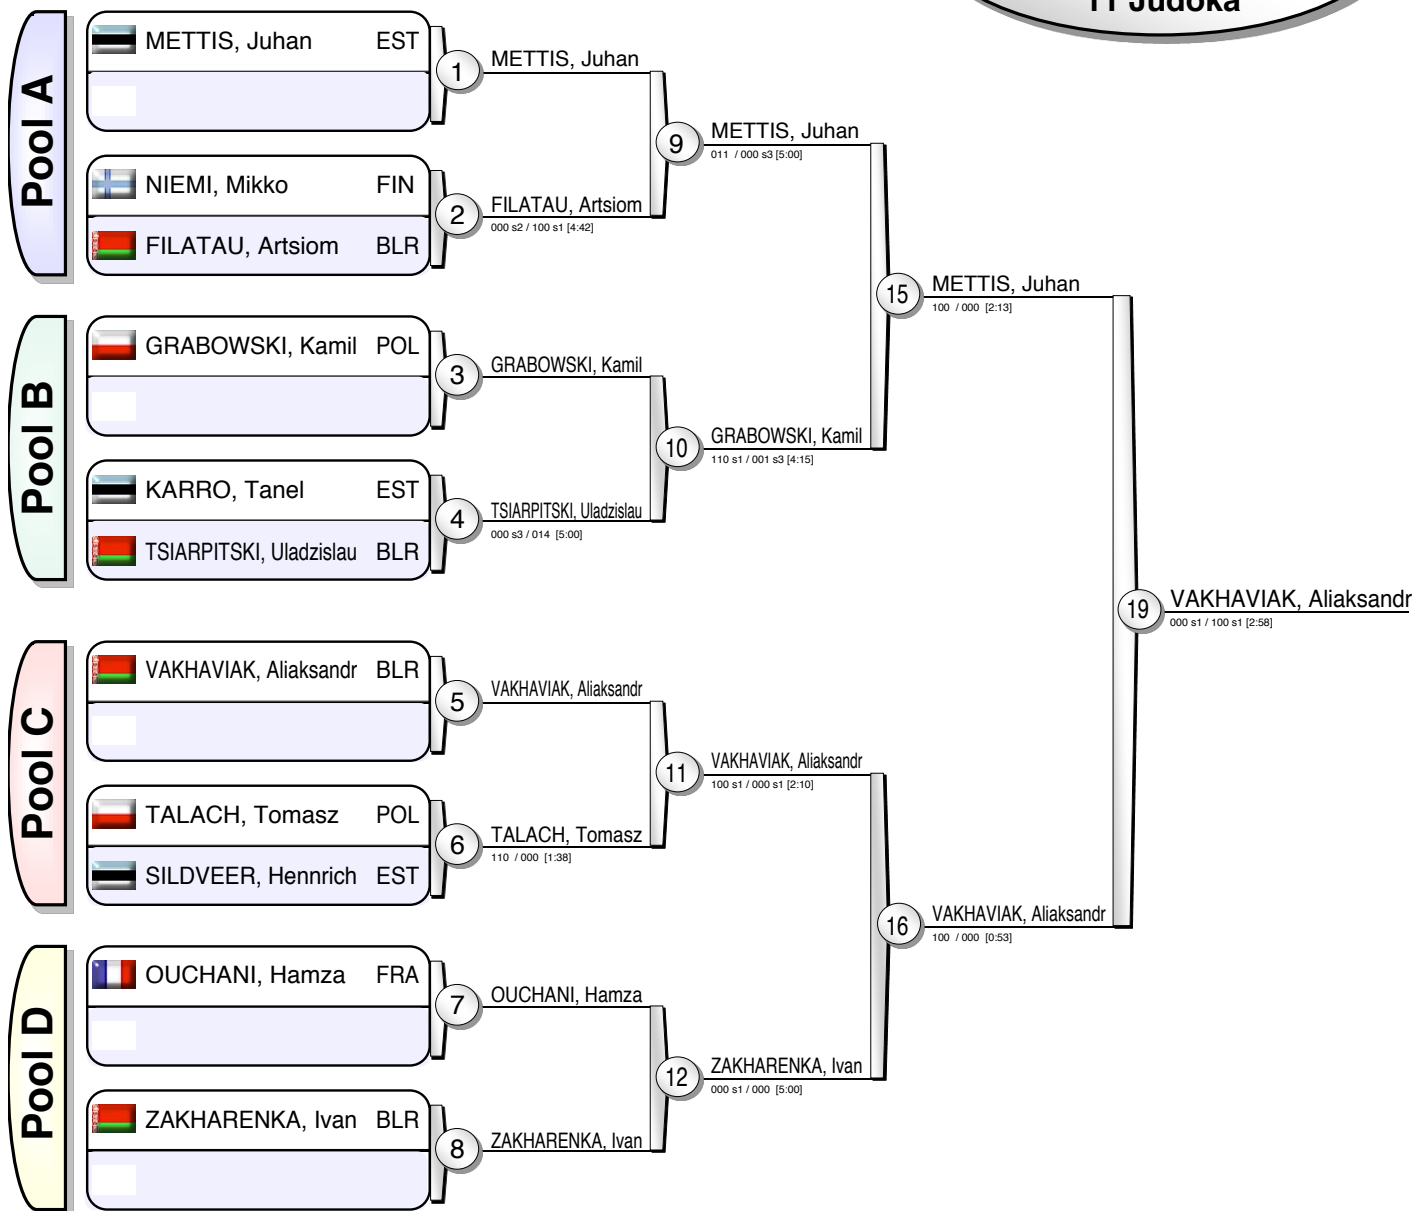 11 Judoka
Pool A
METTIS, Juhan EST
1
METTIS, Juhan
NIEMI, Mikko FIN
FILATAU, Artsiom BLR
2
FILATAU, Artsiom
000 s2 / 100 s1 [4:42]
9
METTIS, Juhan
011 / 000 s3 [5:00]
Pool B
GRABOWSKI, Kamil POL
3
GRABOWSKI, Kamil
KARRO, Tanel EST
TSIARPITSKI, Uladzislau BLR
4
TSIARPITSKI, Uladzislau
000 s3 / 014 [5:00]
10
GRABOWSKI, Kamil
110 s1 / 001 s3 [4:15]
15
METTIS, Juhan
100 / 000 [2:13]
Pool C
VAKHAVIAK, Aliaksandr BLR
5
VAKHAVIAK, Aliaksandr
TALACH, Tomasz POL
SILDVEER, Hennrich EST
6
TALACH, Tomasz
110 / 000 [1:38]
11
VAKHAVIAK, Aliaksandr
100 s1 / 000 s1 [2:10]
Pool D
OUCHANI, Hamza FRA
7
OUCHANI, Hamza
ZAKHARENKA, Ivan BLR
8
ZAKHARENKA, Ivan
12
ZAKHARENKA, Ivan
000 s1 / 000 [5:00]
16
VAKHAVIAK, Aliaksandr
100 / 000 [0:53]
19
VAKHAVIAK, Aliaksandr
000 s1 / 100 s1 [2:58]